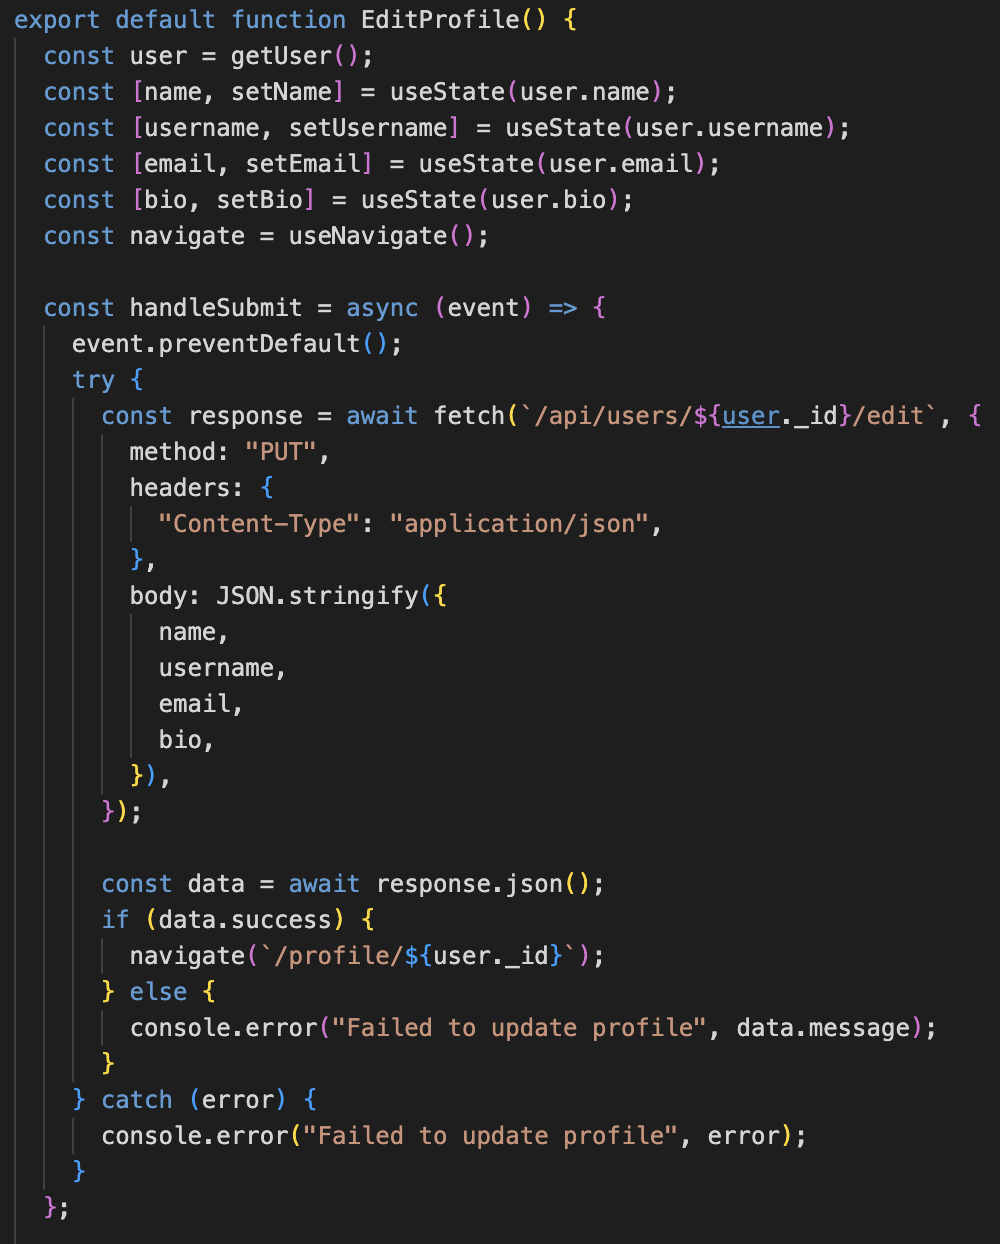 export default function EditProfile() {
  const user = getUser();
  const [name, setName] = useState(user.name);
  const [username, setUsername] = useState(user.username);
  const [email, setEmail] = useState(user.email);
  const [bio, setBio] = useState(user.bio);
  const navigate = useNavigate();

  const handleSubmit = async (event) => {
    event.preventDefault();
    try {
      const response = await fetch(`/api/users/${user._id}/edit`, {
        method: "PUT",
        headers: {
          "Content-Type": "application/json",
        },
        body: JSON.stringify({
          name,
          username,
          email,
          bio,
        }),
      });

      const data = await response.json();
      if (data.success) {
        navigate(`/profile/${user._id}`);
      } else {
        console.error("Failed to update profile", data.message);
      }
    } catch (error) {
      console.error("Failed to update profile", error);
    }
  };